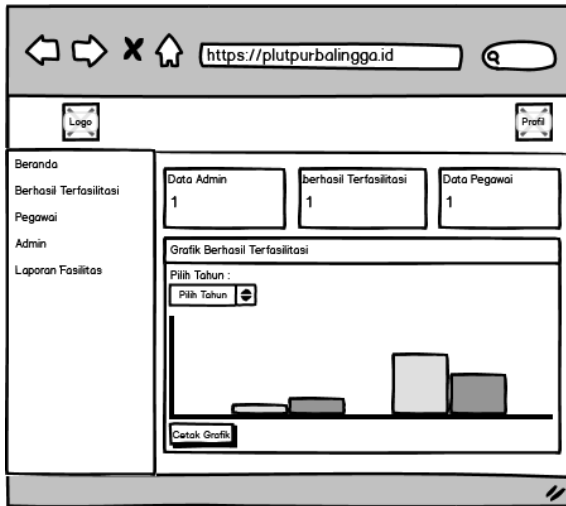 https://plutpurbalingga.id
Logo
Profil
Beranda
Berhasil Terfasilitasi
Pegawai
Admin
Laporan Fasilitas
Data Admin
1
berhasil Terfasilitasi
1
Data Pegawai
1
Grafik Berhasil Terfasilitasi
Pilih Tahun :
Pilih Tahun
Cetak Grafik